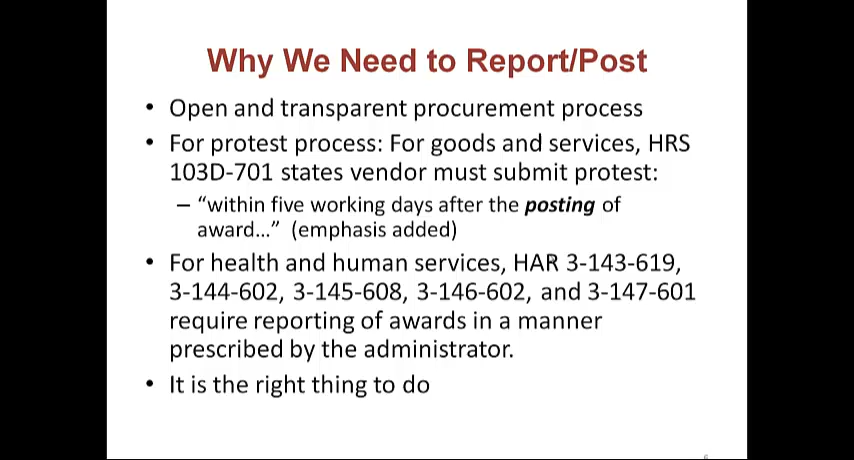 Why We Need to Report/Post
• Open and transparent procurement process
• For protest process: For goods and services, HRS
103D-701 states vendor must submit protest:
– “within five working days after the posting of
award…” (emphasis added)
• For health and human services, HAR 3-143-619,
3-144-602, 3-145-608, 3-146-602, and 3-147-601
require reporting of awards in a manner
prescribed by the administrator.
• It is the right thing to do